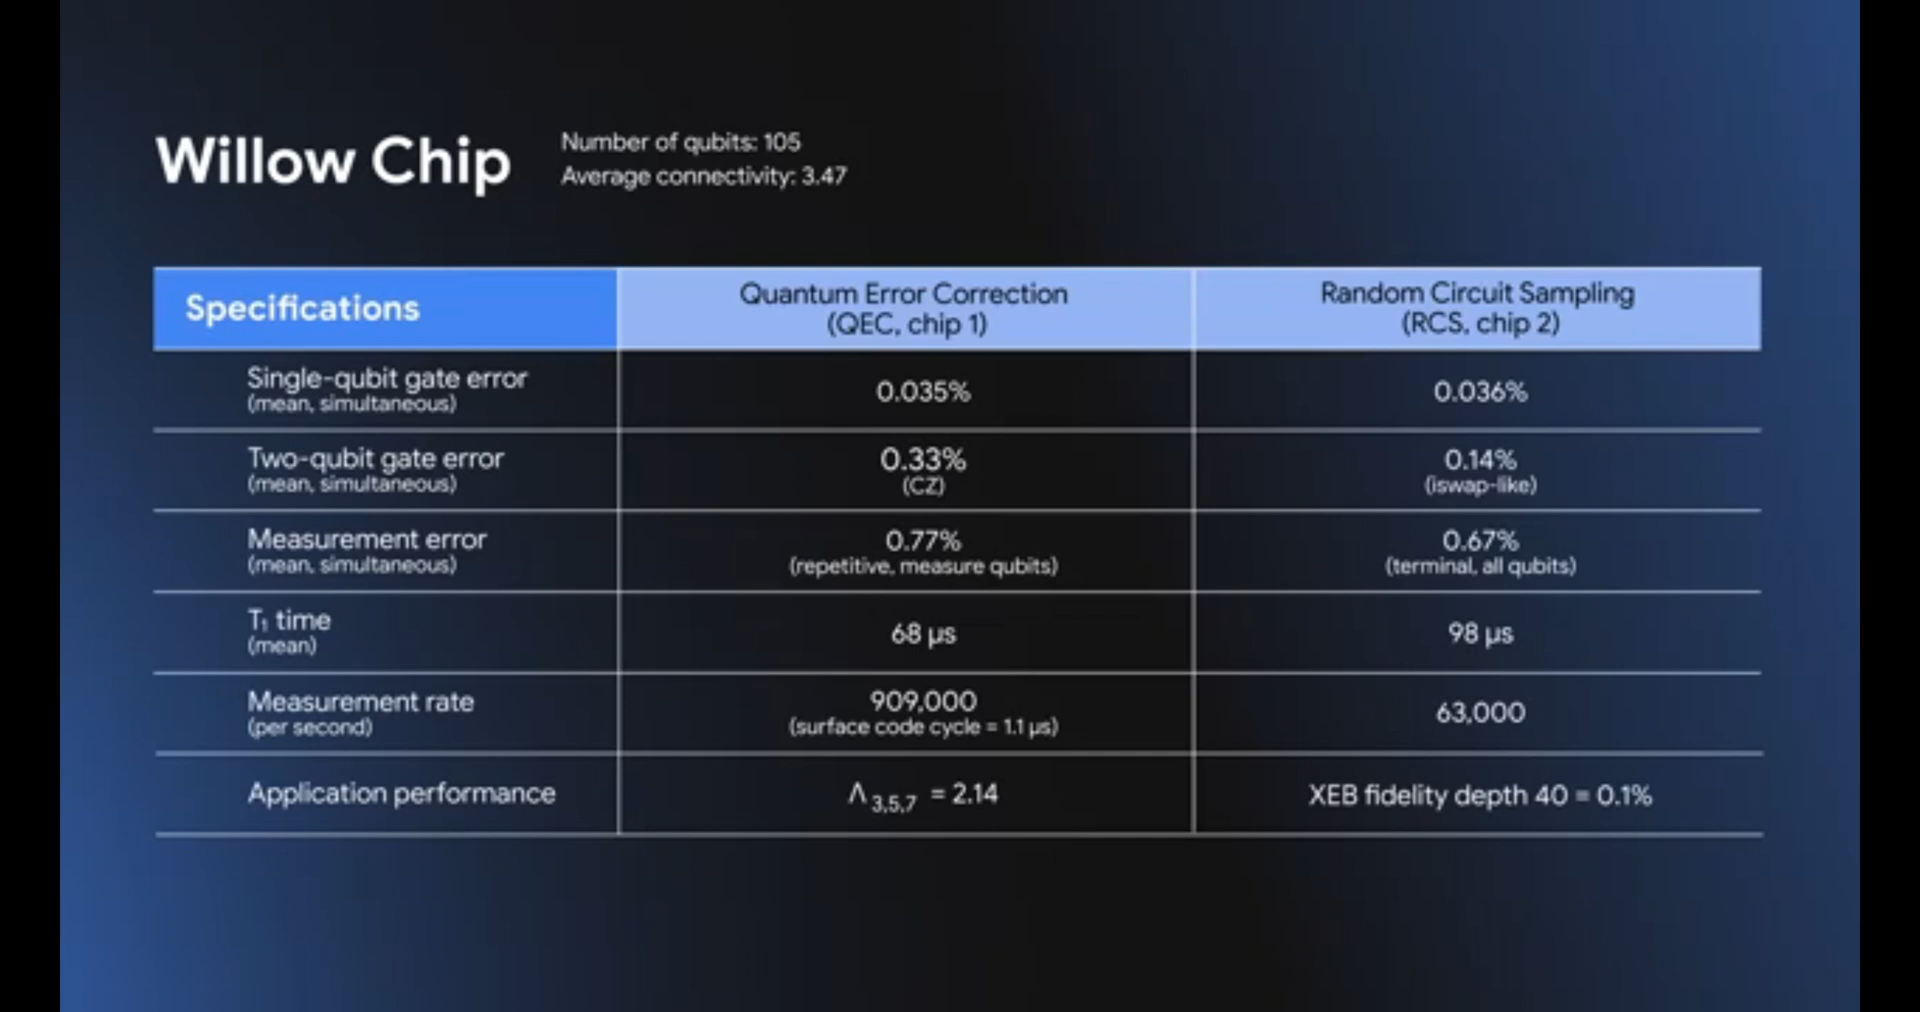 Willow Chip
Number of qubits: 105
Average connectivity: 3.47
Specifications
Quantum Error Correction
(QEC, chip 1)
Random Circuit Sampling
(RCS, chip 2)
Single-qubit gate error
(mean, simultaneous)
0.035%
0.036%
Two-qubit gate error
(mean, simultaneous)
0.33%
(CZ)
0.14%
(iswap-like)
Measurement error
(mean, simultaneous)
0.77%
(repetitive, measure qubits)
0.67%
(terminal, all qubits)
T₁ time
(mean)
68 µs
98 µs
Measurement rate
(per second)
909,000
(surface code cycle = 1.1 µs)
63,000
Application performance
Λ 3,5,7 = 2.14
XEB fidelity depth 40 = 0.1%